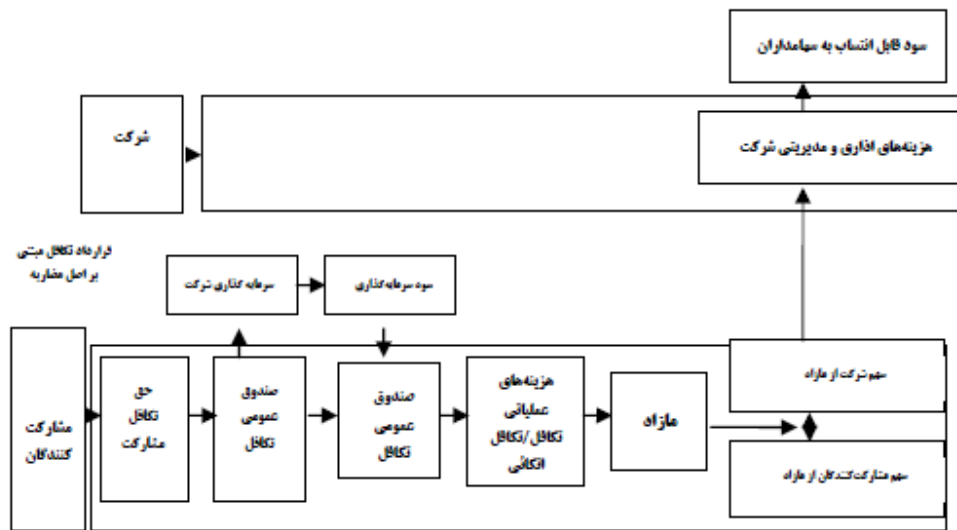 سود قابل انتساب به سهامداران
شرکت
هزینه‌های اداری و مدیریتی شرکت
قرارداد تکافل مبتنی
بر اصل مضاربه
سرمایه گذاری شرکت
سود سرمایه‌گذاری
مشارکت
کنندگان
حق
تکافل
مشارکت
صندوق
عمومی
تکافل
صندوق
عمومی
تکافل
هزینه‌های
عملیاتی
تکافل/تکافل
اتکائی
مازاد
سهم شرکت از مازاد
سهم مشارکت‌کنندگان از مازاد